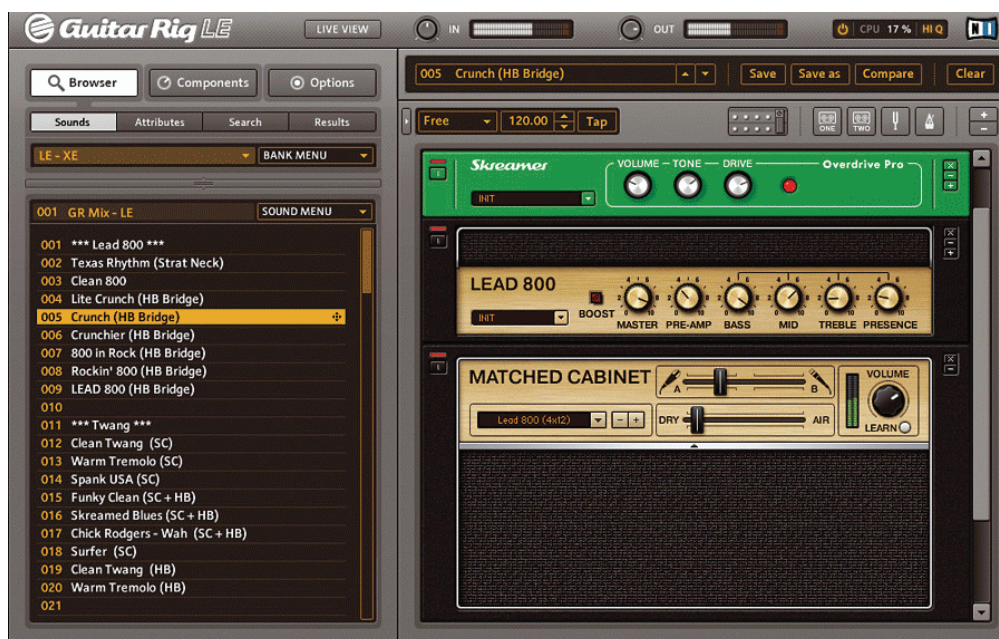 Guitar Rig LE
LIVE VIEW
IN
OUT
CPU 17 % HI Q
N I
Browser
Components
Options
Sounds
Attributes
Search
Results
LE - XE
BANK MENU
001 GR Mix - LE
SOUND MENU
001 *** Lead 800 ***
002 Texas Rhythm (Strat Neck)
003 Clean 800
004 Lite Crunch (HB Bridge)
005 Crunch (HB Bridge)
006 Crunchier (HB Bridge)
007 800 in Rock (HB Bridge)
008 Rockin' 800 (HB Bridge)
009 LEAD 800 (HB Bridge)
010
011 *** Twang ***
012 Clean Twang (SC)
013 Warm Tremolo (SC)
014 Spank USA (SC)
015 Funky Clean (SC + HB)
016 Skreamed Blues (SC + HB)
017 Chick Rodgers - Wah (SC + HB)
018 Surfer (SC)
019 Clean Twang (HB)
020 Warm Tremolo (HB)
021
005 Crunch (HB Bridge)
Save
Save as
Compare
Clear
Free
120.00
Tap
ONE
TWO
Skreamer
VOLUME – TONE – DRIVE
Overdrive Pro
INIT
LEAD 800
INIT
BOOST
MASTER PRE-AMP BASS MID TREBLE PRESENCE
MATCHED CABINET
A
B
VOLUME
Lead 800 (4x12)
DRY
AIR
LEARN